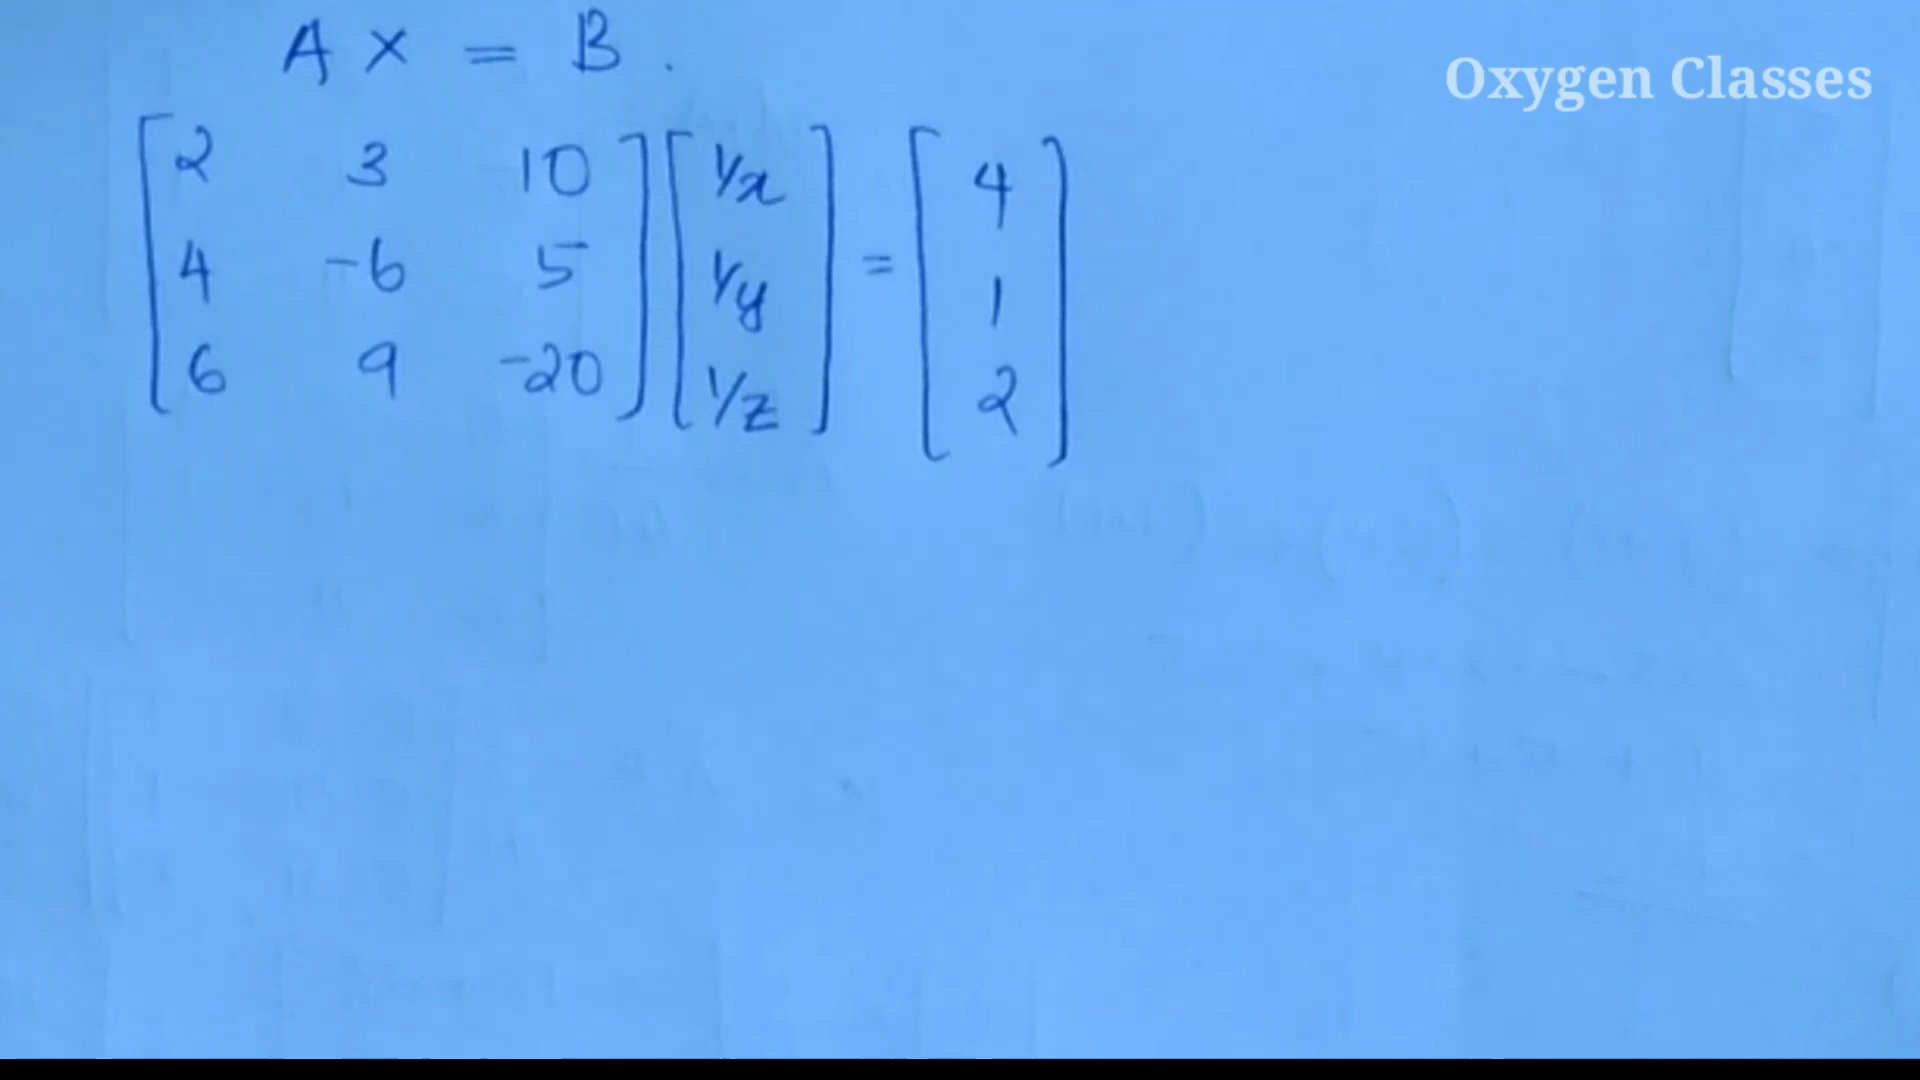 A X = B.
Oxygen Classes
[2 3 10] [1/x] = [4]
[4 -6 5] [1/y] [1]
[6 9 -20] [1/z] [2]